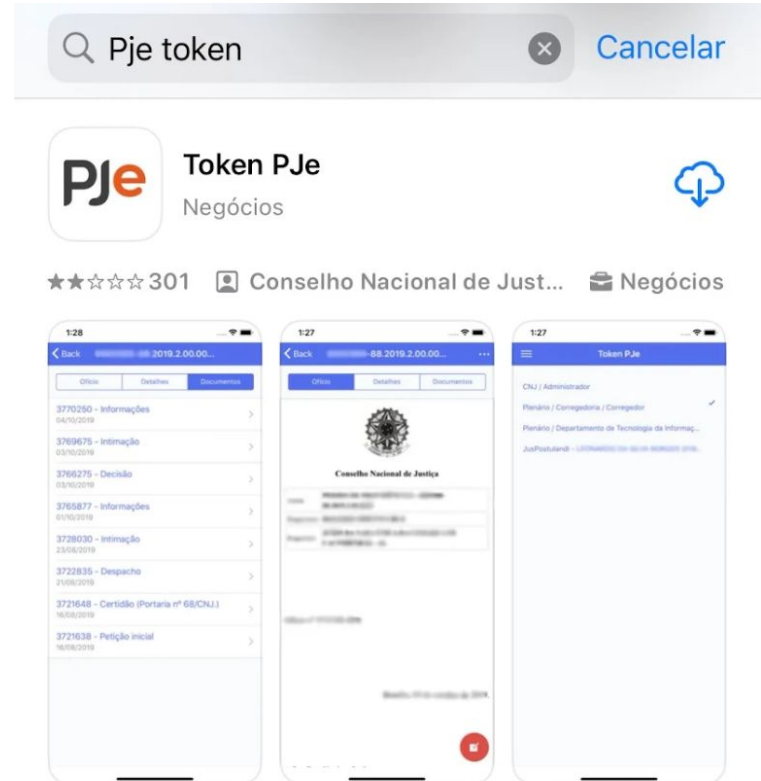 Pje token
Cancelar
PJe
Token PJe
Negócios
301
Conselho Nacional de Just...
Negócios
1:28
Back
2019.2.00.00...
Ofício
Detalhes
Documentos
3770250 - Informações
04/10/2019
3769675 - Intimação
03/10/2019
3766275 - Decisão
03/10/2019
3765877 - Informações
01/10/2019
3728030 - Intimação
23/08/2019
3722835 - Despacho
21/08/2019
3721648 - Certidão (Portaria nº 68/CNJ.)
16/08/2019
3721638 - Petição inicial
16/08/2019
1:27
Back
-88.2019.2.00.00...
Ofício
Detalhes
Documentos
Conselho Nacional de Justiça
1:27
Token PJe
CNJ / Administrador
Plenário / Corregedoria / Corregedor
Plenário / Departamento de Tecnologia da Informaç...
JusPostulandi -